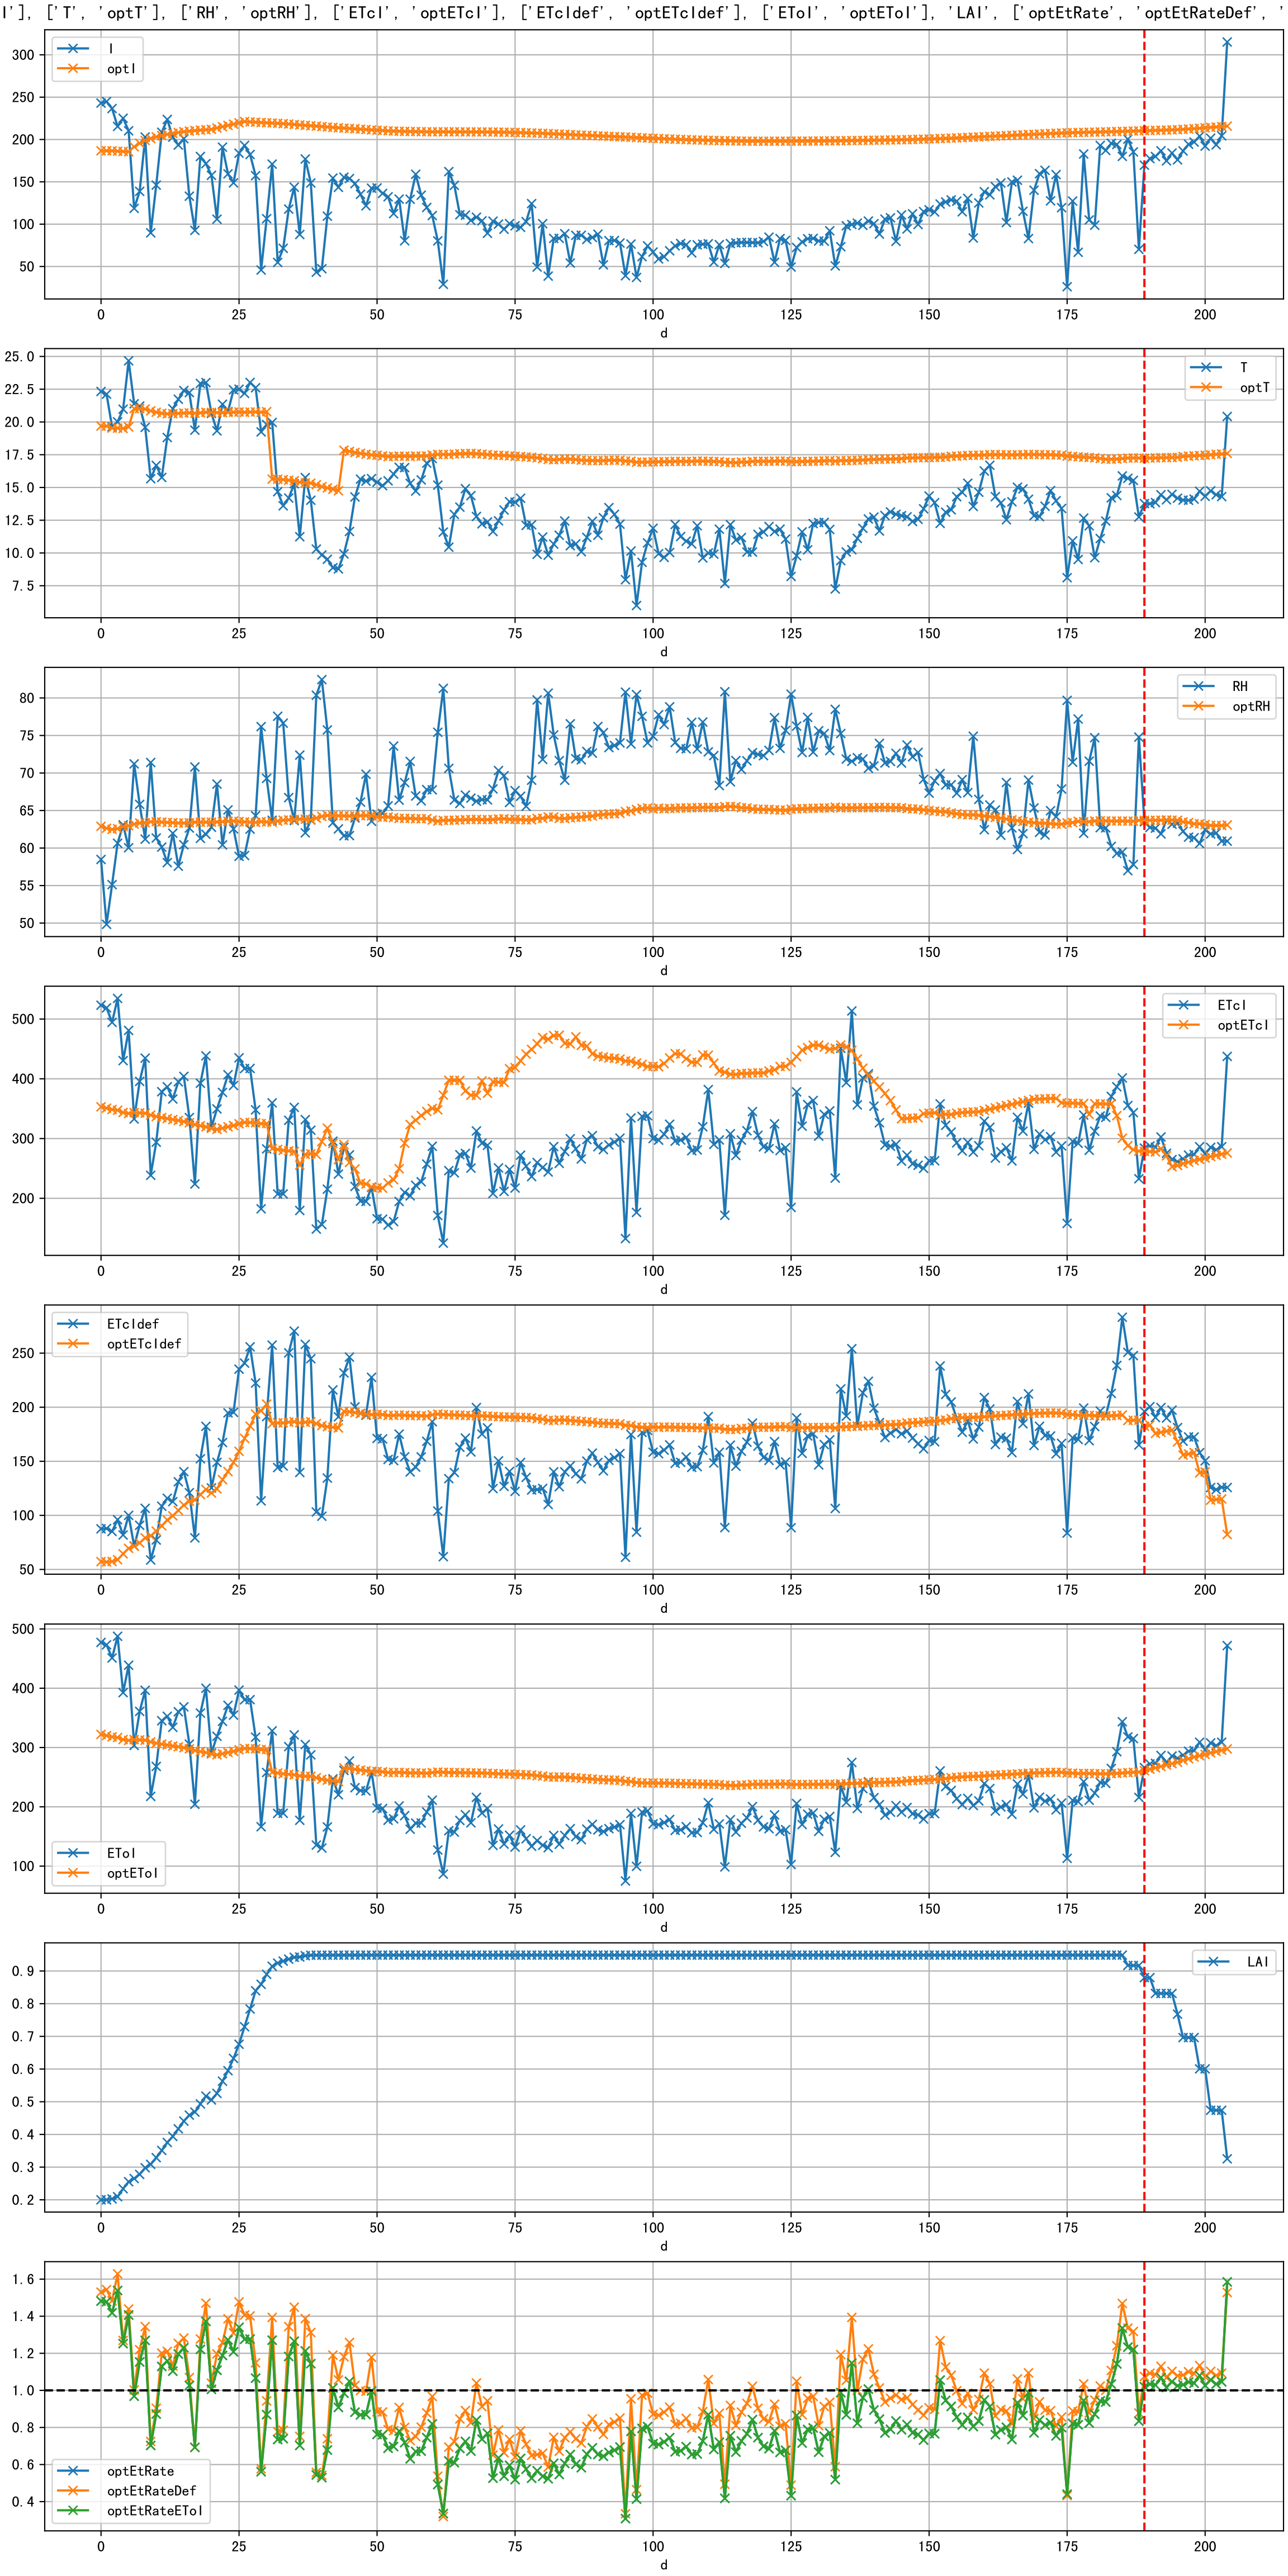 I'], ['T', 'optT'], ['RH', 'optRH'], ['ETcI', 'optETcI'], ['ETcIdef', 'optETcIdef'], ['EToI', 'optEToI'], 'LAI', ['optEtRate', 'optEtRateDef', '
I
optI
300
250
200
150
100
50
0 25 50 75 100 125 150 175 200
d
T
optT
25.0
22.5
20.0
17.5
15.0
12.5
10.0
7.5
0 25 50 75 100 125 150 175 200
d
RH
optRH
80
75
70
65
60
55
50
0 25 50 75 100 125 150 175 200
d
ETcI
optETcI
500
400
300
200
0 25 50 75 100 125 150 175 200
d
ETcIdef
optETcIdef
250
200
150
100
50
0 25 50 75 100 125 150 175 200
d
500
400
300
200
100
EToI
optEToI
0 25 50 75 100 125 150 175 200
d
LAI
0.9
0.8
0.7
0.6
0.5
0.4
0.3
0.2
0 25 50 75 100 125 150 175 200
d
1.6
1.4
1.2
1.0
0.8
0.6
0.4
optEtRate
optEtRateDef
optEtRateEToI
0 25 50 75 100 125 150 175 200
d